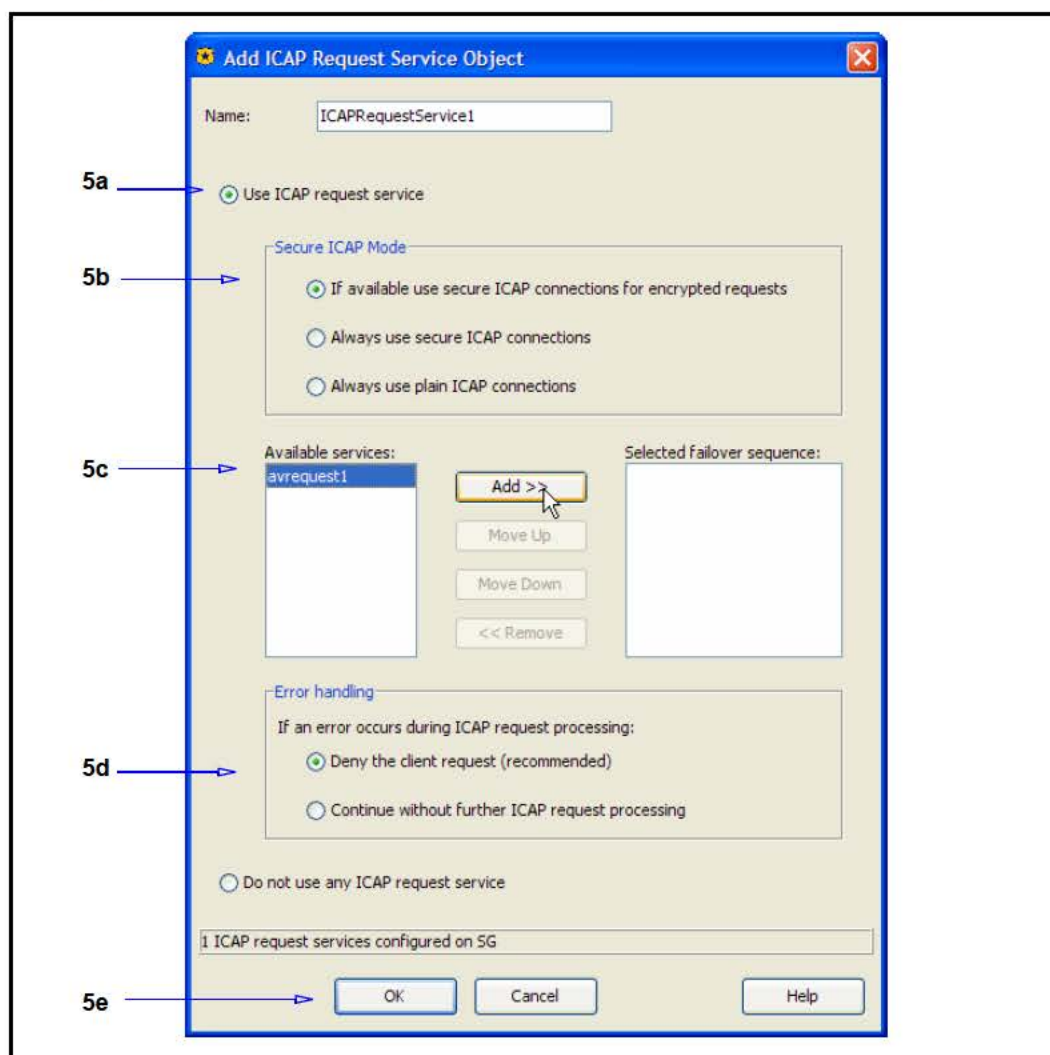 Add ICAP Request Service Object
Name: ICAPRequestService1
5a
Use ICAP request service
Secure ICAP Mode
5b
If available use secure ICAP connections for encrypted requests
Always use secure ICAP connections
Always use plain ICAP connections
5c
Available services:
avrequest1
Add >>
Move Up
Move Down
<< Remove
Selected failover sequence:
Error handling
If an error occurs during ICAP request processing:
5d
Deny the client request (recommended)
Continue without further ICAP request processing
Do not use any ICAP request service
1 ICAP request services configured on SG
5e
OK
Cancel
Help